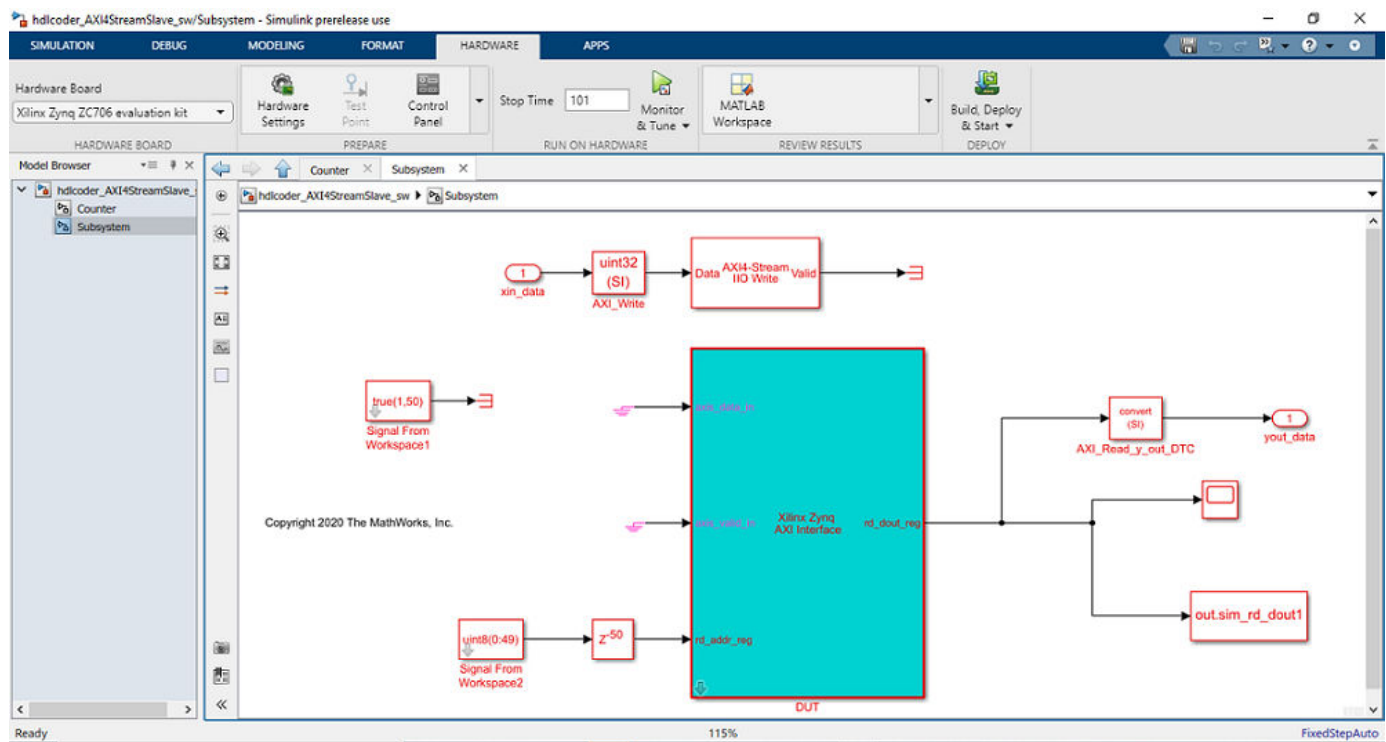 hdlcoder_AXI4StreamSlave_sw/Subsystem - Simulink prerelease use
SIMULATION DEBUG MODELING FORMAT HARDWARE APPS
Hardware Board
Xilinx Zynq ZC706 evaluation kit
HARDWARE BOARD
Hardware
Settings
Test
Point
Control
Panel
PREPARE
Stop Time 101
Monitor
& Tune
RUN ON HARDWARE
MATLAB
Workspace
REVIEW RESULTS
Build, Deploy
& Start
DEPLOY
Model Browser
hdlcoder_AXI4StreamSlave_s
Counter
Subsystem
Counter
Subsystem
hdlcoder_AXI4StreamSlave_sw
Subsystem
1
xin_data
uint32
(SI)
AXI_Write
Data
AXI4-Stream
IIO Write
Valid
true(1,50)
Signal From
Workspace1
Copyright 2020 The MathWorks, Inc.
uint8(0:49)
Signal From
Workspace2
Z-50
rd_addr_reg
Xilinx Zynq
AXI Interface
rd_dout_reg
DUT
convert
(SI)
AXI_Read_y_out_DTC
1
yout_data
out.sim_rd_dout1
Ready
115%
FixedStepAuto